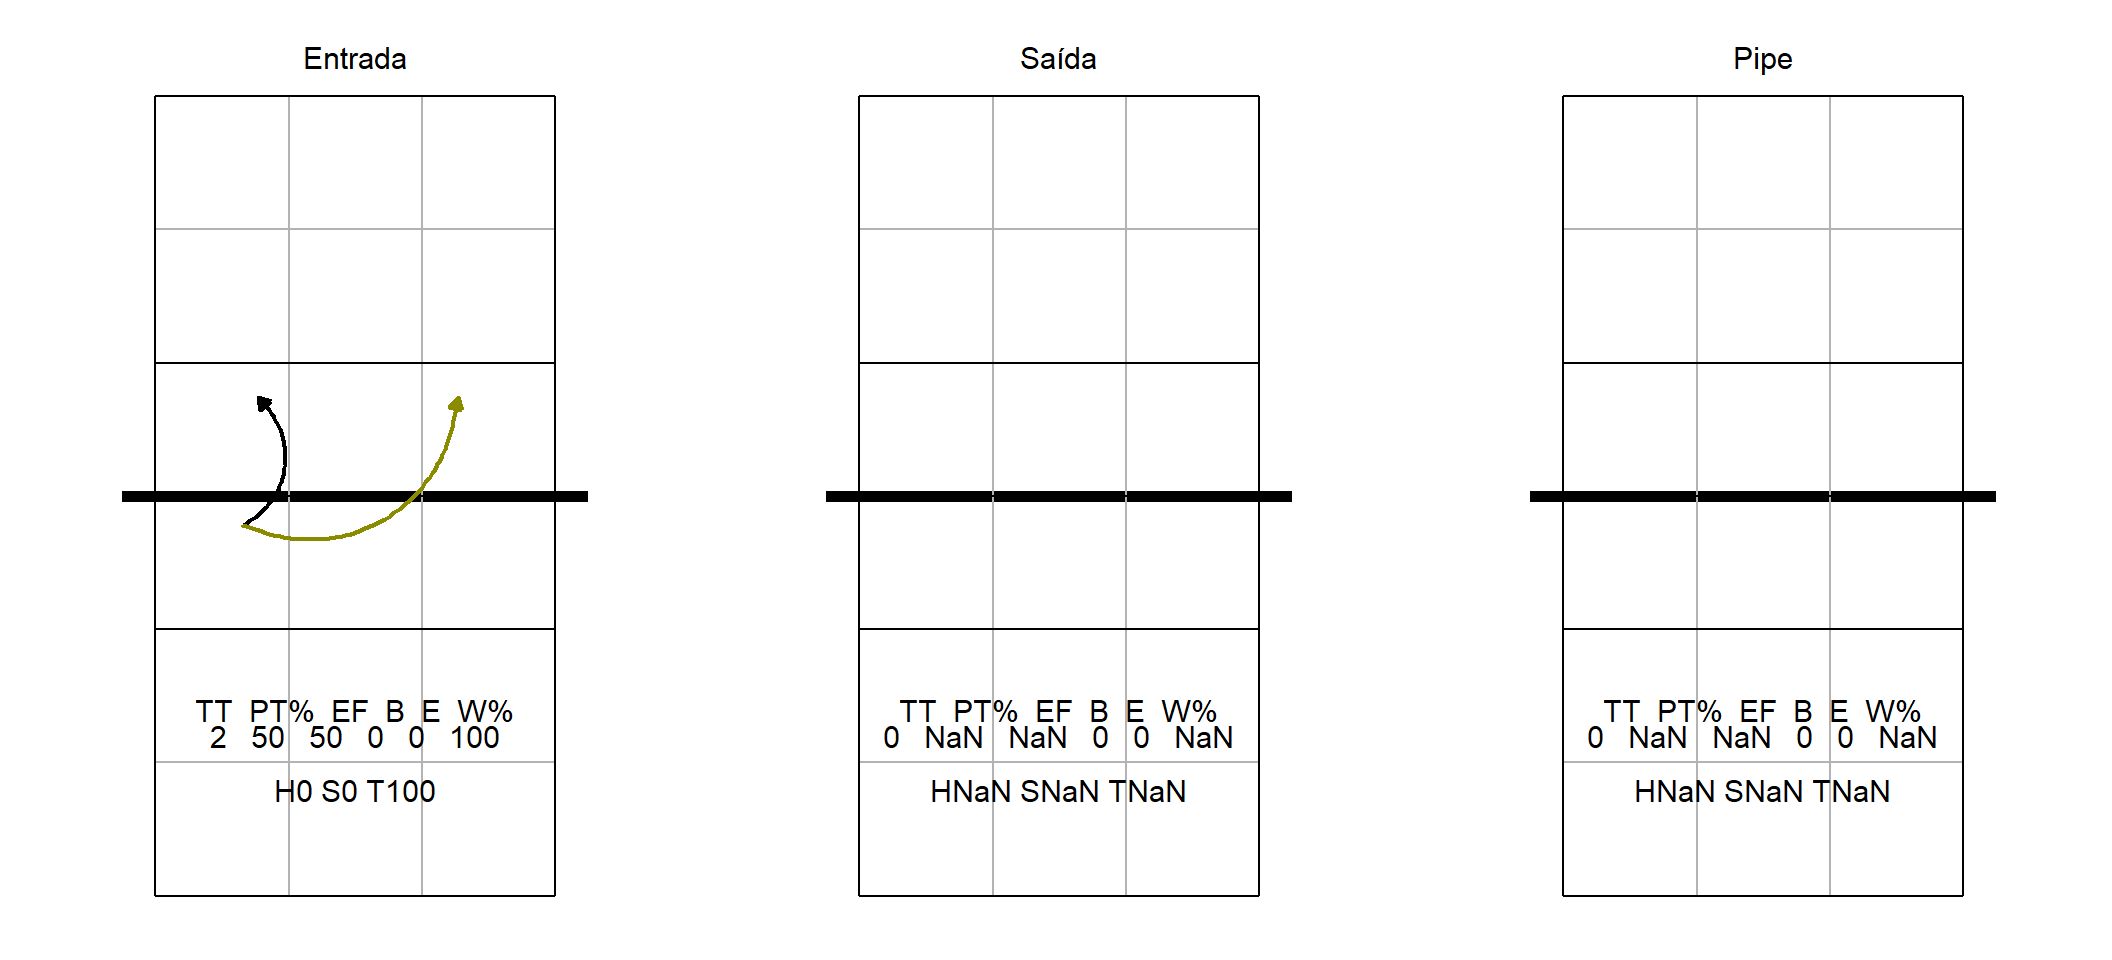 Entrada
TT PT% EF B E W%
2 50 50 0 0 100
H0 S0 T100
Saída
TT PT% EF B E W%
0 NaN NaN 0 0 NaN
HNaN SNaN TNaN
Pipe
TT PT% EF B E W%
0 NaN NaN 0 0 NaN
HNaN SNaN TNaN